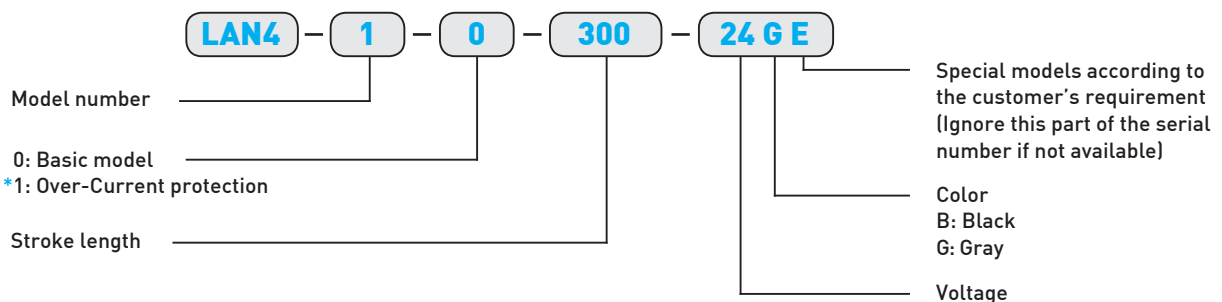 LAN4 – 1 – 0 – 300 – 24 G E
Model number
0: Basic model
*1: Over-Current protection
Stroke length
Special models according to
the customer's requirement
(Ignore this part of the serial
number if not available)
Color
B: Black
G: Gray
Voltage